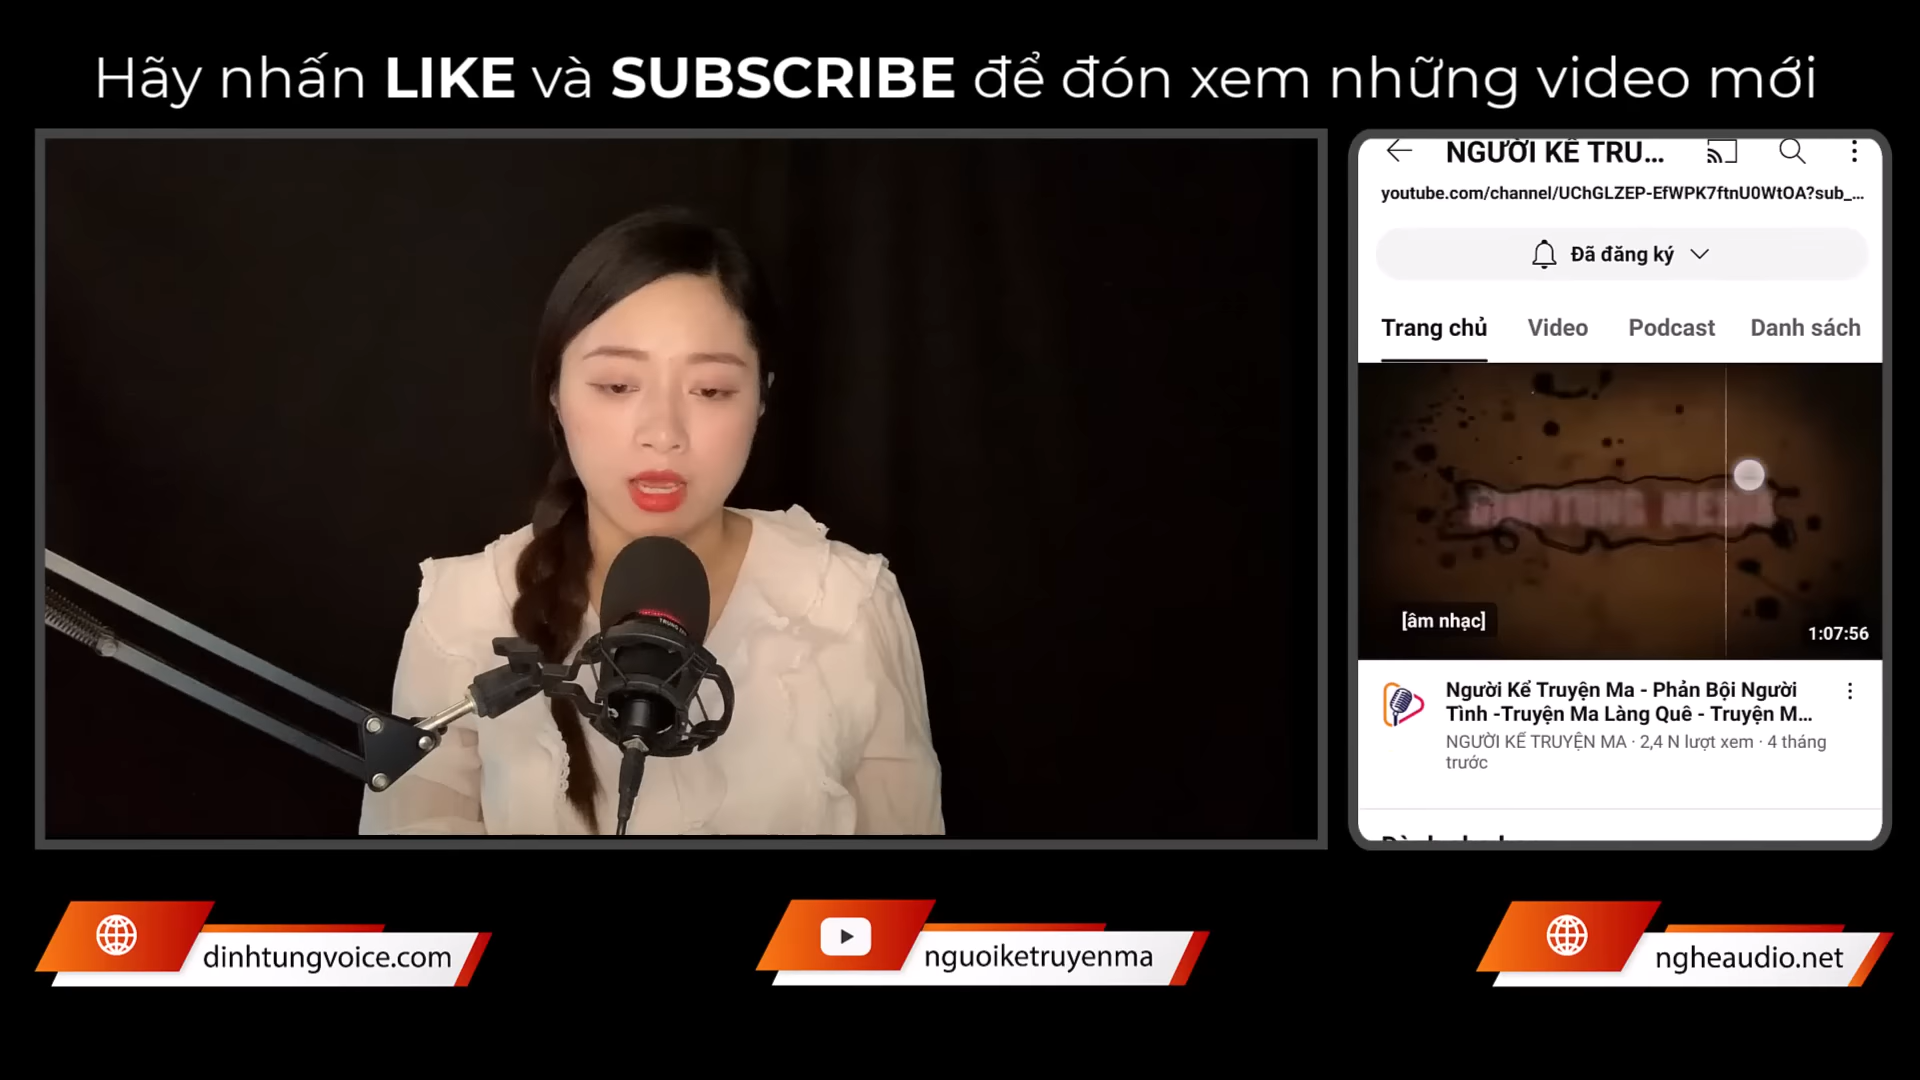 Hãy nhấn LIKE và SUBSCRIBE để đón xem những video mới
NGƯỜI KỂ TRU...
youtube.com/channel/UChGLZEP-EfWPK7ftnU0WtOA?sub_...
Đã đăng ký
Trang chủ Video Podcast Danh sách
DINHTUNG MEDIA
[âm nhạc]
1:07:56
Người Kể Truyện Ma - Phản Bội Người
Tình -Truyện Ma Làng Quê - Truyện M...
NGƯỜI KỂ TRUYỆN MA · 2,4 N lượt xem · 4 tháng
trước
dinhtungvoice.com
nguoiketruyenma
ngheaudio.net